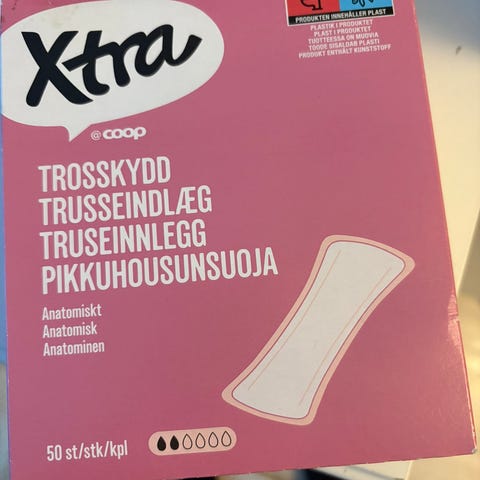 X-tra
@coop
PRODUKTEN INNEHÅLLER PLAST
PLASTIK I PRODUKTET
PLAST I PRODUKTET
TUOTTEESSA ON MUOVIA
TOODE SISALDAB PLASTI
PRODUKT ENTHÄLT KUNSTSTOFF
TROSSKYDD
TRUSSEINDLÆG
TRUSEINNLEGG
PIKKUHOUSUNSUOJA
Anatomiskt
Anatomisk
Anatominen
50 st/stk/kpl